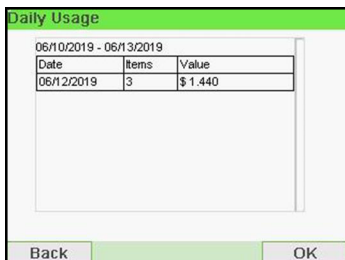 Daily Usage
06/10/2019 - 06/13/2019
Date Items Value
06/12/2019 3 $ 1.440
Back OK